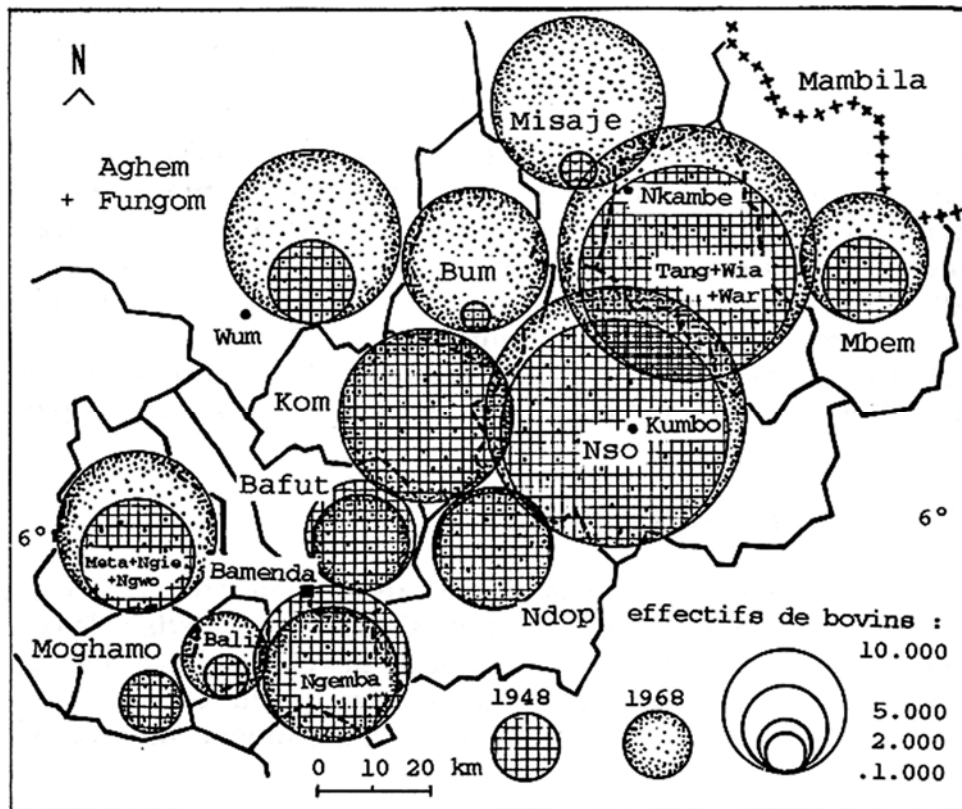 N
Mambila
Misaje
Aghem
+ Fungom
Nkambe
Bum
Tang+Wia
+War
Wum
Mbem
Kom
Kumbo
Nso
Bafut
6°
6°
Meta+Ngie
+Ngwo
Bamenda
Ndop
effectifs de bovins :
Moghamo
Bali
10.000
Ngemba
1948
1968
5.000
2.000
.1.000
0 10 20 km